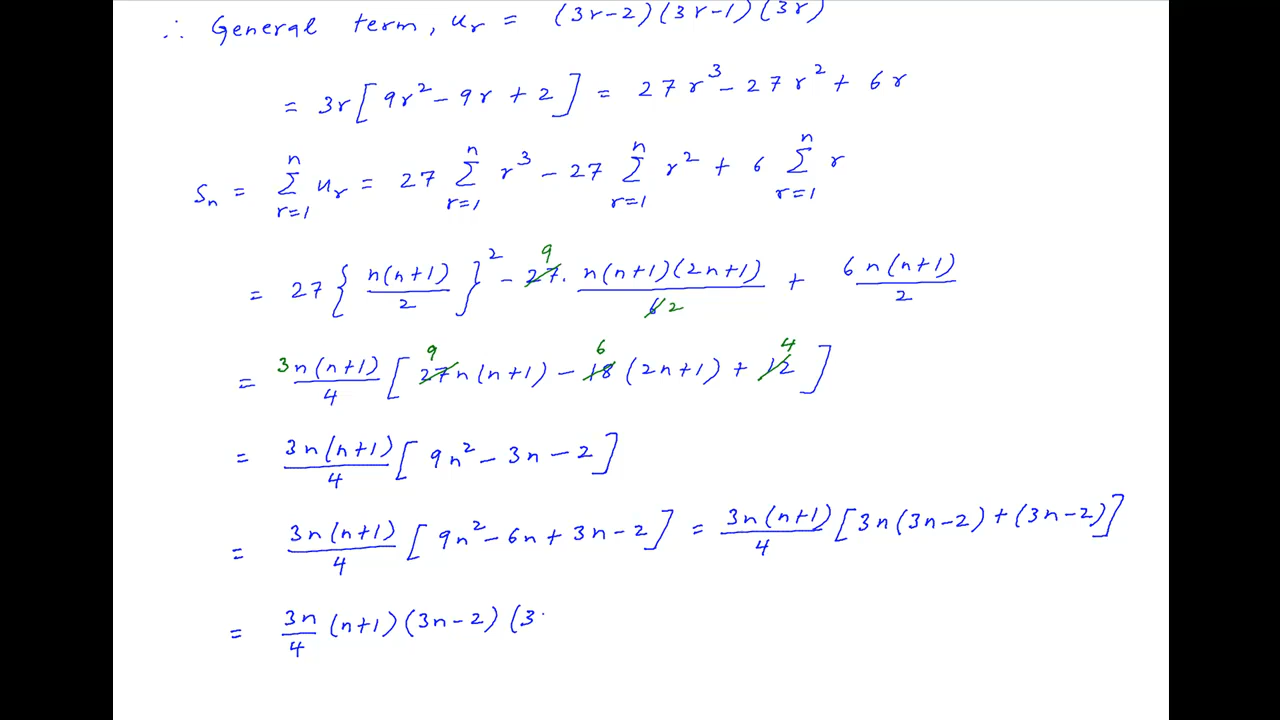 ∴ General term, u_r = (3r-2)(3r-1)(3r)
= 3r[9r² - 9r + 2] = 27r³ - 27r² + 6r
S_n = ∑_{r=1}^{n} u_r = 27 ∑_{r=1}^{n} r³ - 27 ∑_{r=1}^{n} r² + 6 ∑_{r=1}^{n} r
= 27 { n(n+1)/2 }² - ~~27~~ 9 · n(n+1)(2n+1)/~~6~~ 2 + 6n(n+1)/2
= 3n(n+1)/4 [ ~~27~~ 9 n(n+1) - ~~18~~ 6 (2n+1) + ~~12~~ 4 ]
= 3n(n+1)/4 [ 9n² - 3n - 2 ]
= 3n(n+1)/4 [ 9n² - 6n + 3n - 2 ] = 3n(n+1)/4 [ 3n(3n-2) + (3n-2) ]
= 3n/4 (n+1)(3n-2)(3